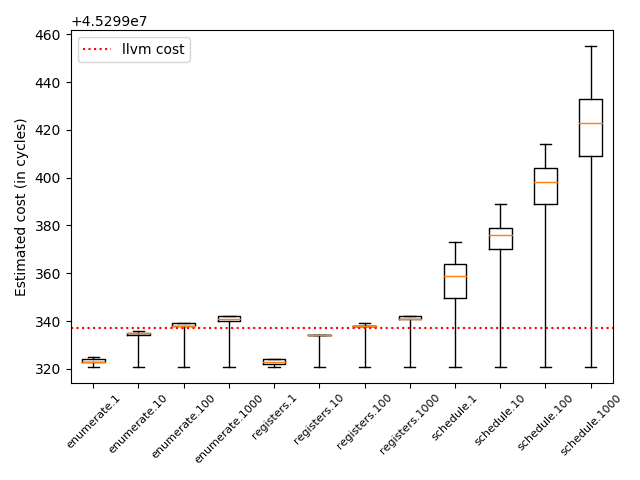 +4.5299e7
460
440
420
400
380
360
340
320
Estimated cost (in cycles)
llvm cost
enumerate.1
enumerate.10
enumerate.100
enumerate.1000
registers.1
registers.10
registers.100
registers.1000
schedule.1
schedule.10
schedule.100
schedule.1000